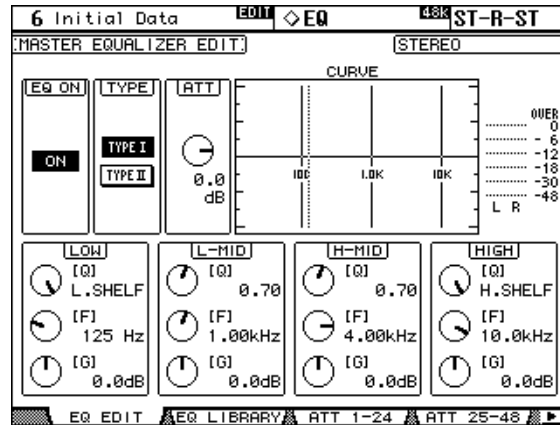 6 Initial Data EDIT ◇EQ 48k ST-R-ST
MASTER EQUALIZER EDIT STEREO
CURVE
EQ ON TYPE ATT
ON
TYPE I
TYPE II
0.0
dB
100 1.0K 10K
OVER
0
- 6
-12
-18
-30
-48
L R
LOW L-MID H-MID HIGH
[Q] [Q] [Q] [Q]
L.SHELF 0.70 0.70 H.SHELF
[F] [F] [F] [F]
125 Hz 1.00kHz 4.00kHz 10.0kHz
[G] [G] [G] [G]
0.0dB 0.0dB 0.0dB 0.0dB
EQ EDIT EQ LIBRARY ATT 1-24 ATT 25-48